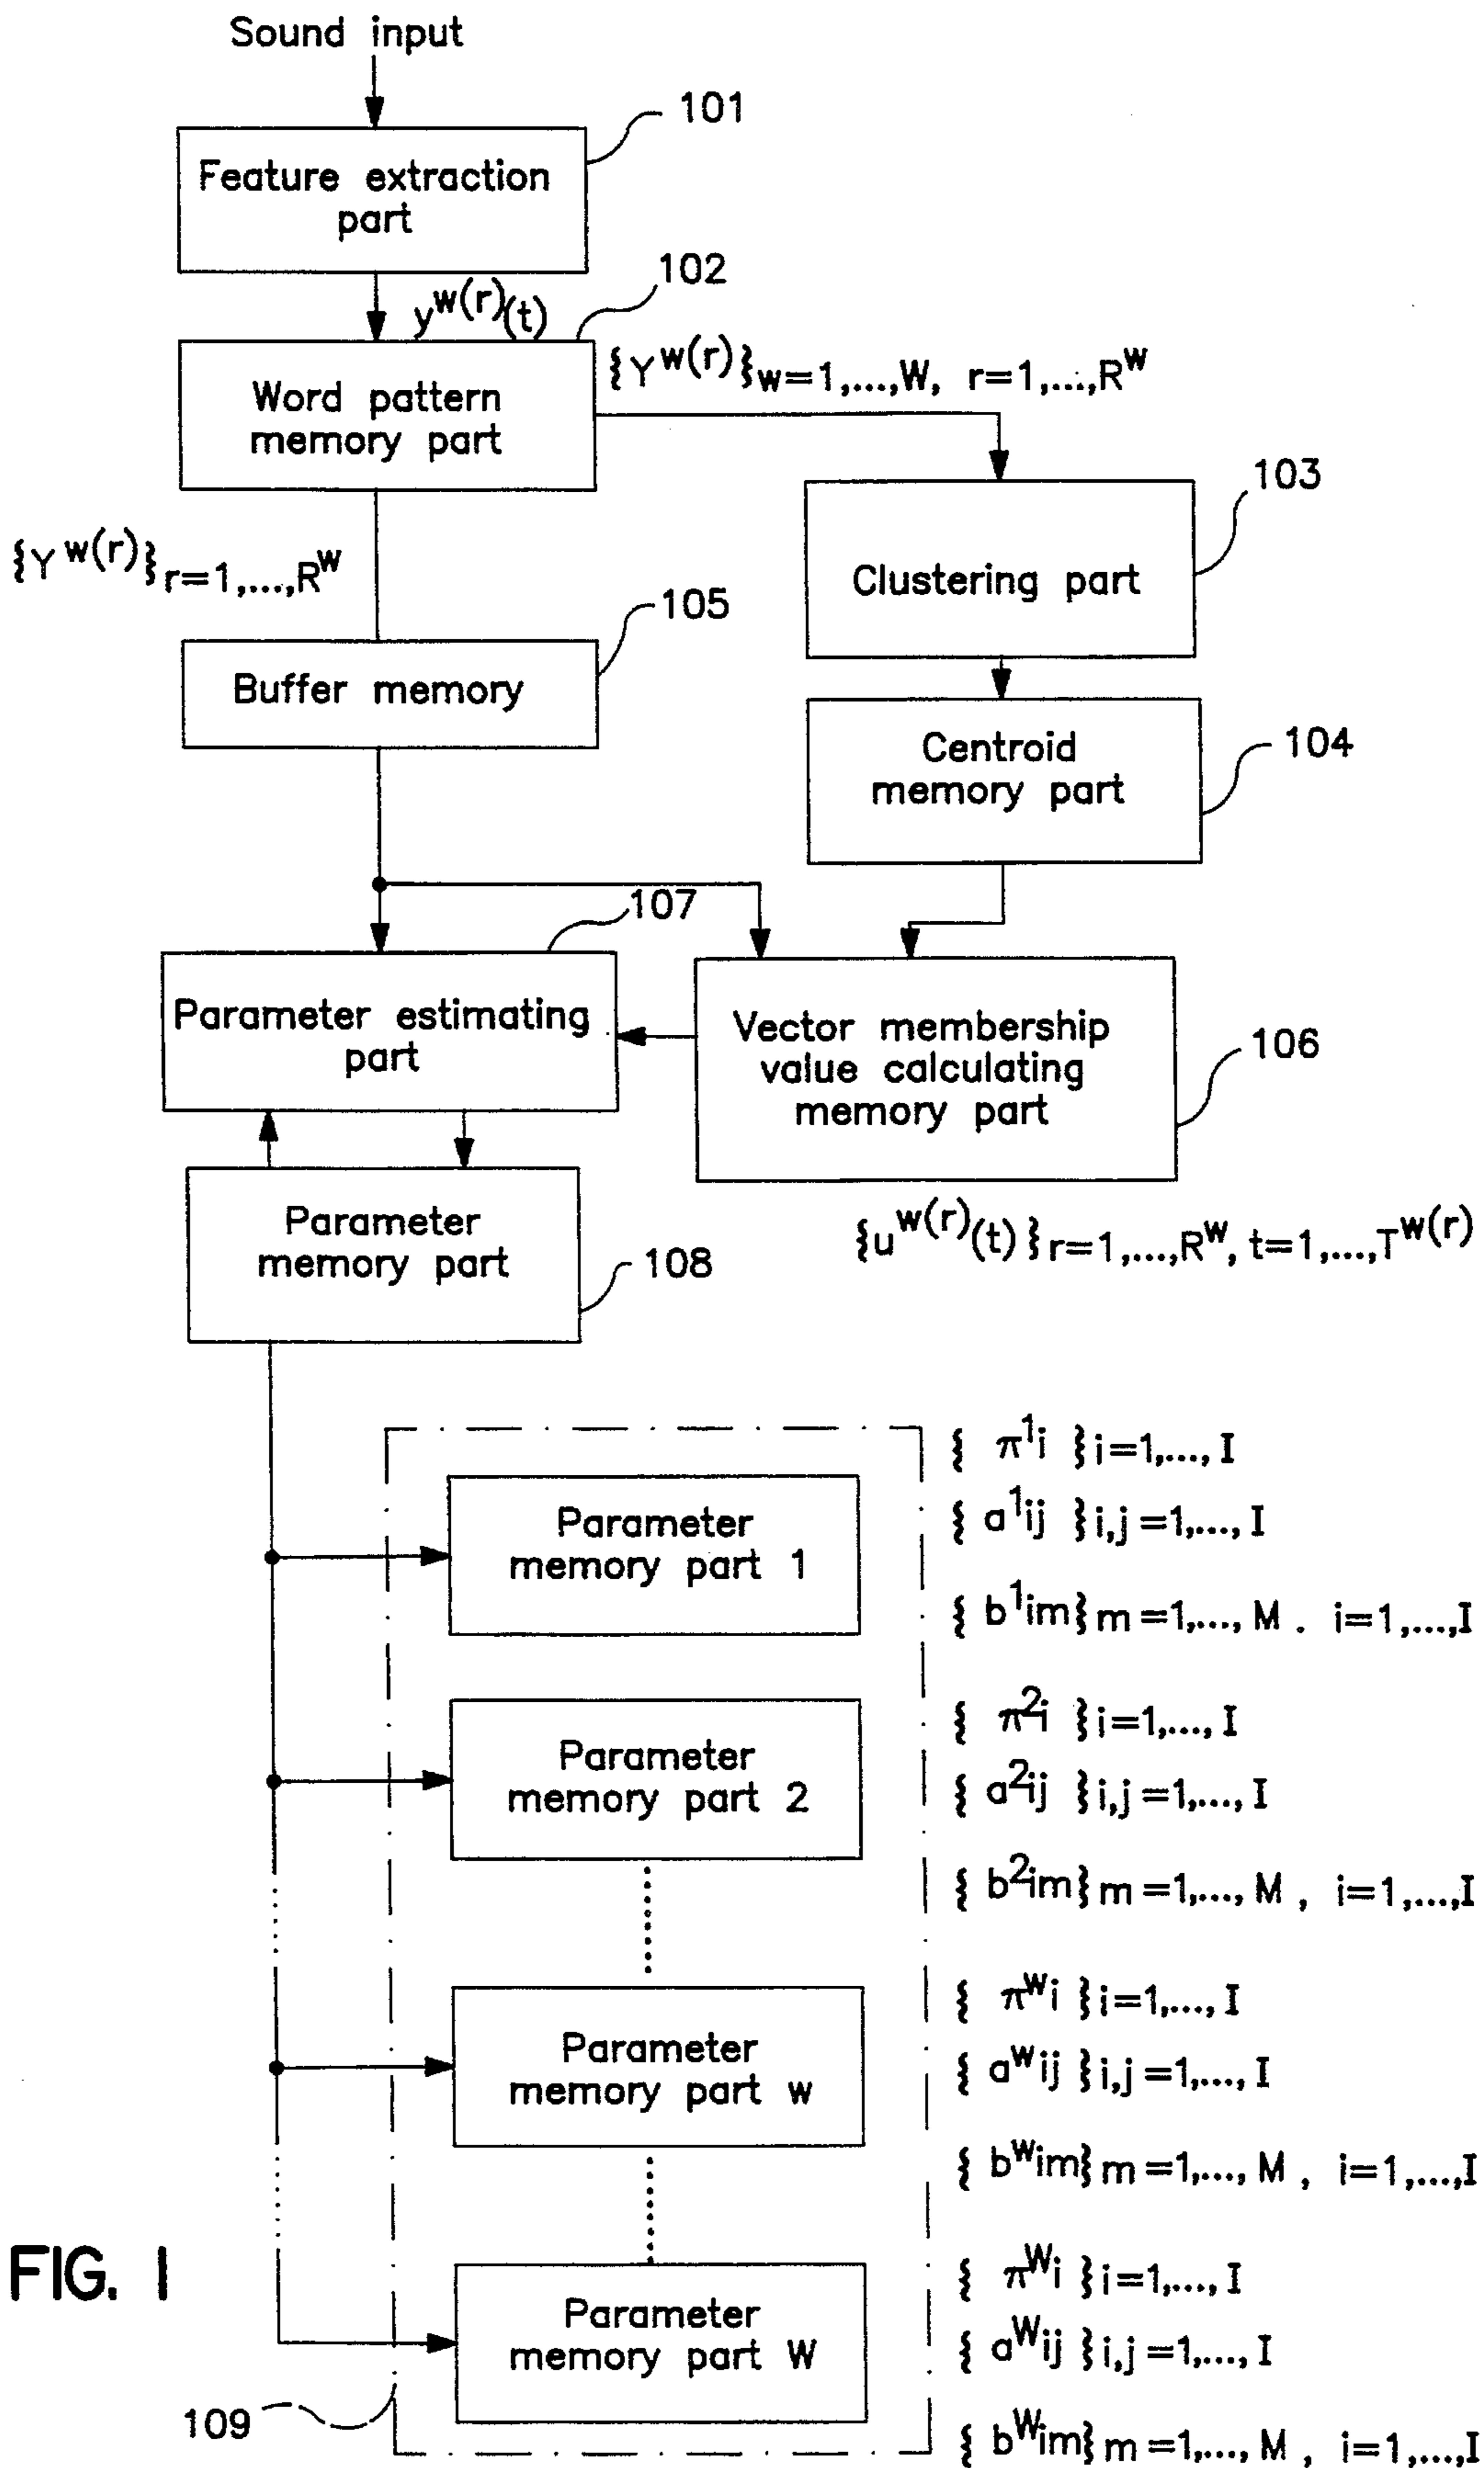 Sound input
101
Feature extraction
part
102
y^w(r)(t)
{Y^w(r)}w=1,...,W, r=1,...,R^w
Word pattern
memory part
103
Clustering part
{Y^w(r)}r=1,...,R^w
105
Buffer memory
104
Centroid
memory part
107
Parameter estimating
part
106
Vector membership
value calculating
memory part
{u^w(r)(t)}r=1,...,R^w, t=1,...,T^w(r)
Parameter
memory part
108
{π^1i}i=1,..., I
Parameter
memory part 1
{a^1ij}i,j=1,..., I
{b^1im}m=1,..., M. i=1,...,I
{π^2i}i=1,..., I
Parameter
memory part 2
{a^2ij}i,j=1,..., I
{b^2im}m=1,..., M, i=1,...,I
{π^wi}i=1,..., I
Parameter
memory part w
{a^wij}i,j=1,..., I
{b^wim}m=1,..., M, i=1,...,I
FIG. 1
{π^Wi}i=1,..., I
Parameter
memory part W
{a^Wij}i,j=1,..., I
109
{b^Wim}m=1,..., M, i=1,...,I